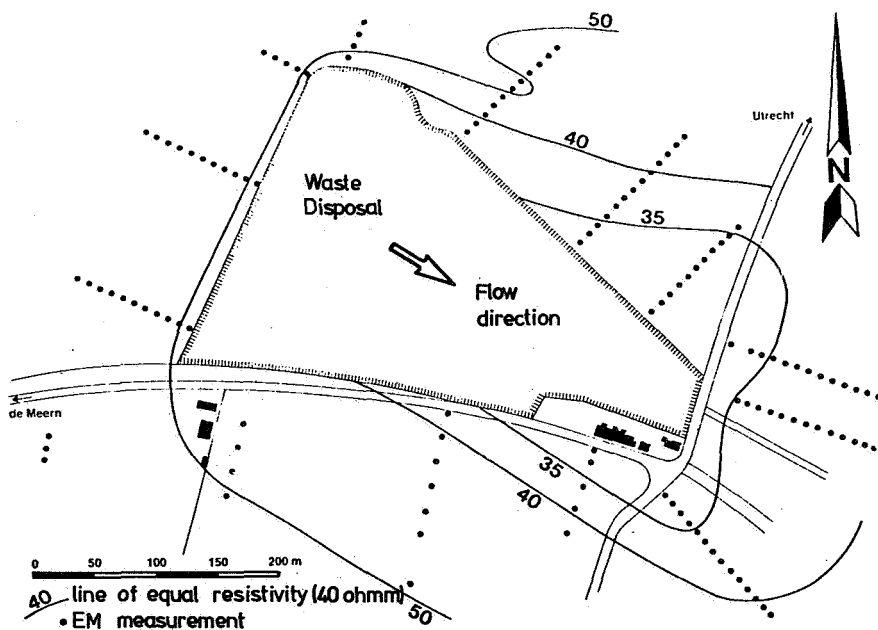 50
Utrecht
40
N
Waste
Disposal
35
Flow
direction
de Meern
35
40
0 50 100 150 200 m
40 line of equal resistivity (40 ohmm)
50
• EM measurement